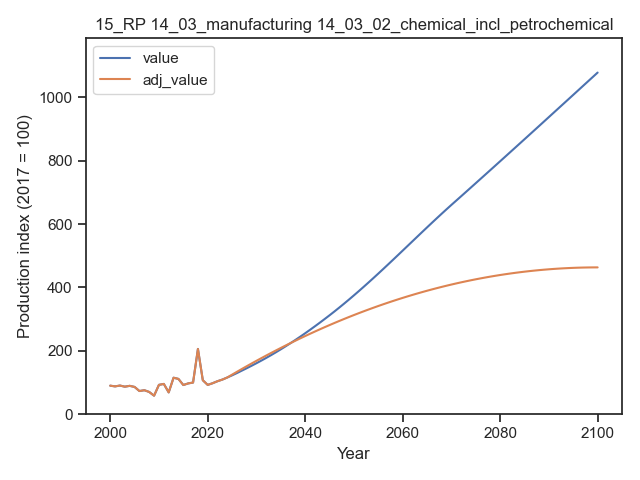 15_RP 14_03_manufacturing 14_03_02_chemical_incl_petrochemical
value
adj_value
Production index (2017 = 100)
1000
800
600
400
200
0
2000 2020 2040 2060 2080 2100
Year